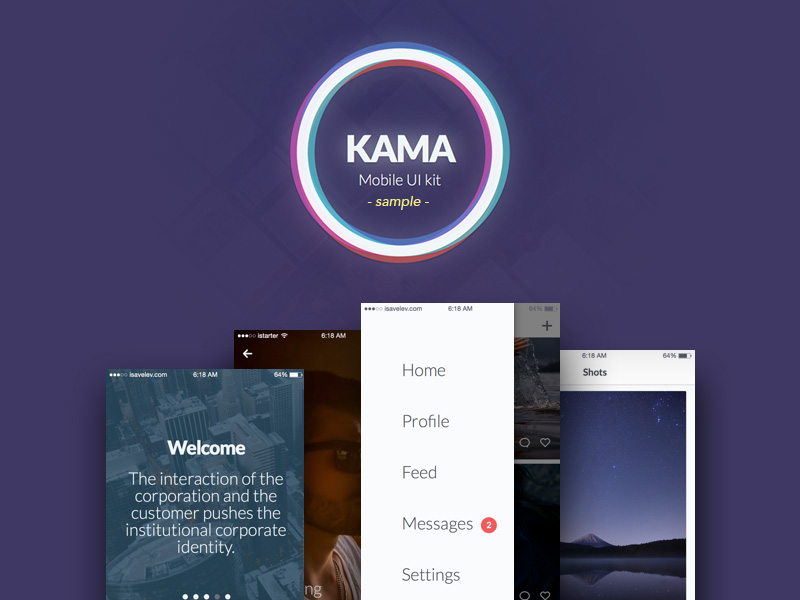 KAMA
Mobile UI kit
- sample -
isavelev.com 6:18 AM 64%
Welcome
The interaction of the
corporation and the
customer pushes the
institutional corporate
identity.
istarter 6:18 AM
ng
isavelev.com 6:18 AM 64%
Home
Profile
Feed
Messages 2
Settings
6:18 AM 64%
Shots